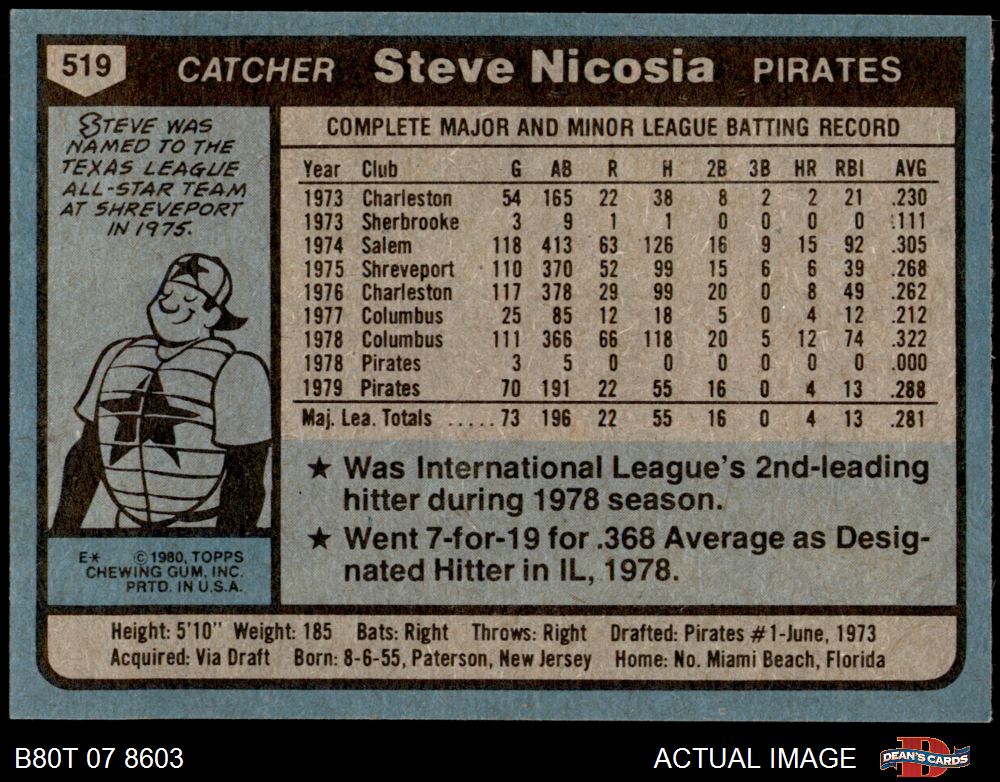 519 CATCHER Steve Nicosia PIRATES
STEVE WAS
NAMED TO THE
TEXAS LEAGUE
ALL-STAR TEAM
AT SHREVEPORT
IN 1975.
COMPLETE MAJOR AND MINOR LEAGUE BATTING RECORD
Year Club G AB R H 2B 3B HR RBI AVG
1973 Charleston 54 165 22 38 8 2 2 21 .230
1973 Sherbrooke 3 9 1 1 0 0 0 0 .111
1974 Salem 118 413 63 126 16 9 15 92 .305
1975 Shreveport 110 370 52 99 15 6 6 39 .268
1976 Charleston 117 378 29 99 20 0 8 49 .262
1977 Columbus 25 85 12 18 5 0 4 12 .212
1978 Columbus 111 366 66 118 20 5 12 74 .322
1978 Pirates 3 5 0 0 0 0 0 0 .000
1979 Pirates 70 191 22 55 16 0 4 13 .288
Maj. Lea. Totals ..... 73 196 22 55 16 0 4 13 .281
★ Was International League's 2nd-leading
hitter during 1978 season.
★ Went 7-for-19 for .368 Average as Desig-
nated Hitter in IL, 1978.
E* © 1980, TOPPS
CHEWING GUM, INC.
PRTD. IN U.S.A.
Height: 5'10" Weight: 185 Bats: Right Throws: Right Drafted: Pirates #1-June, 1973
Acquired: Via Draft Born: 8-6-55, Paterson, New Jersey Home: No. Miami Beach, Florida
B80T 07 8603 ACTUAL IMAGE DEAN'S CARDS